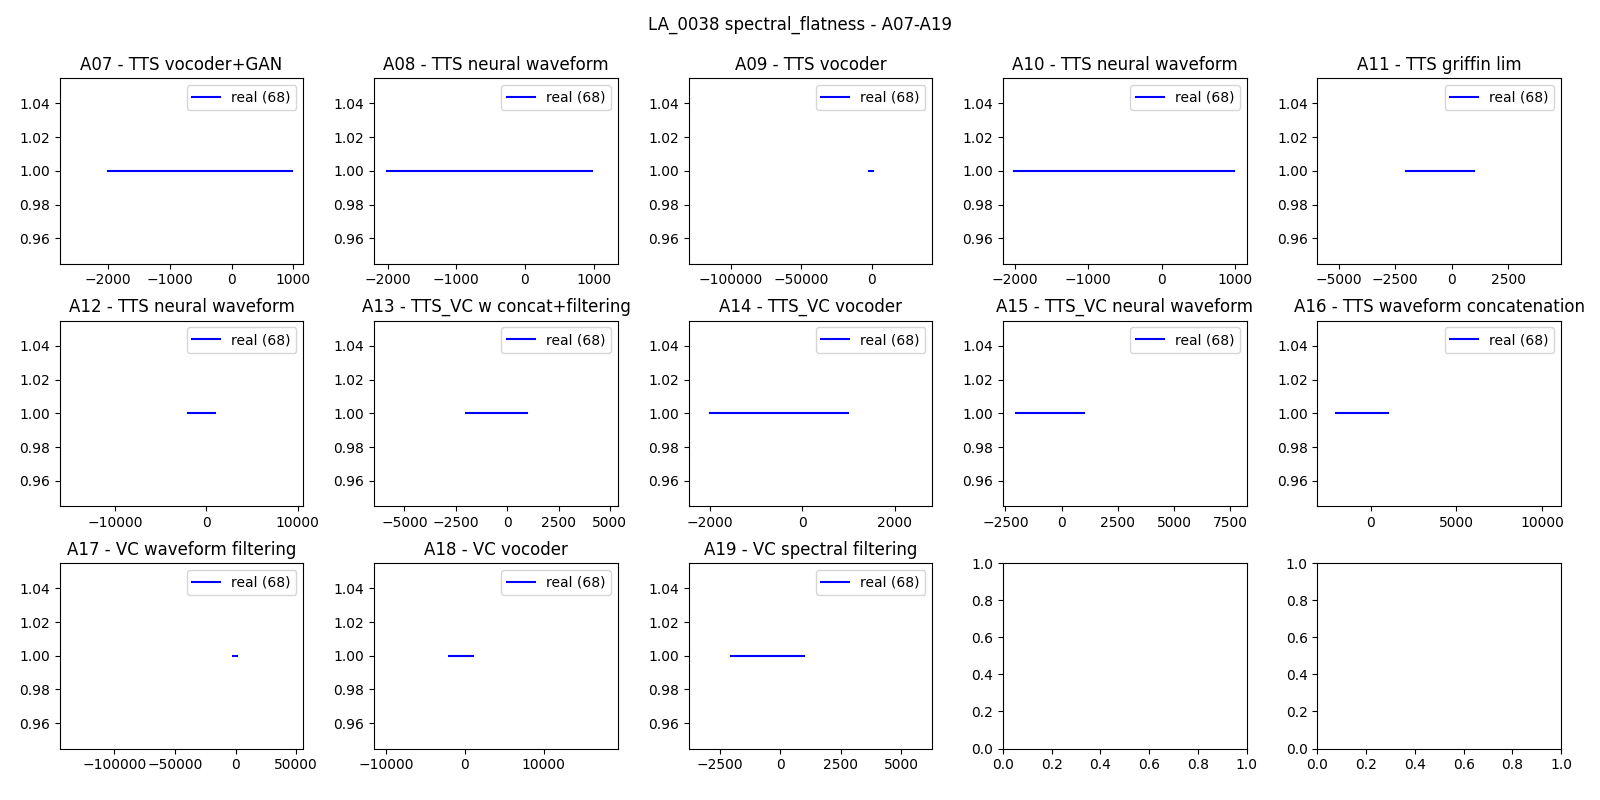 LA_0038 spectral_flatness - A07-A19
A07 - TTS vocoder+GAN
A08 - TTS neural waveform
A09 - TTS vocoder
A10 - TTS neural waveform
A11 - TTS griffin lim
real (68)
real (68)
real (68)
real (68)
real (68)
1.04 1.02 1.00 0.98 0.96
1.04 1.02 1.00 0.98 0.96
1.04 1.02 1.00 0.98 0.96
1.04 1.02 1.00 0.98 0.96
1.04 1.02 1.00 0.98 0.96
−2000 −1000 0 1000
−2000 −1000 0 1000
−100000 −50000 0
−2000 −1000 0 1000
−5000 −2500 0 2500
A12 - TTS neural waveform
A13 - TTS_VC w concat+filtering
A14 - TTS_VC vocoder
A15 - TTS_VC neural waveform
A16 - TTS waveform concatenation
real (68)
real (68)
real (68)
real (68)
real (68)
1.04 1.02 1.00 0.98 0.96
1.04 1.02 1.00 0.98 0.96
1.04 1.02 1.00 0.98 0.96
1.04 1.02 1.00 0.98 0.96
1.04 1.02 1.00 0.98 0.96
−10000 0 10000
−5000 −2500 0 2500 5000
−2000 0 2000
−2500 0 2500 5000 7500
0 5000 10000
A17 - VC waveform filtering
A18 - VC vocoder
A19 - VC spectral filtering
real (68)
real (68)
real (68)
1.04 1.02 1.00 0.98 0.96
1.04 1.02 1.00 0.98 0.96
1.04 1.02 1.00 0.98 0.96
1.0 0.8 0.6 0.4 0.2 0.0
1.0 0.8 0.6 0.4 0.2 0.0
−100000 −50000 0 50000
−10000 0 10000
−2500 0 2500 5000
0.0 0.2 0.4 0.6 0.8 1.0
0.0 0.2 0.4 0.6 0.8 1.0